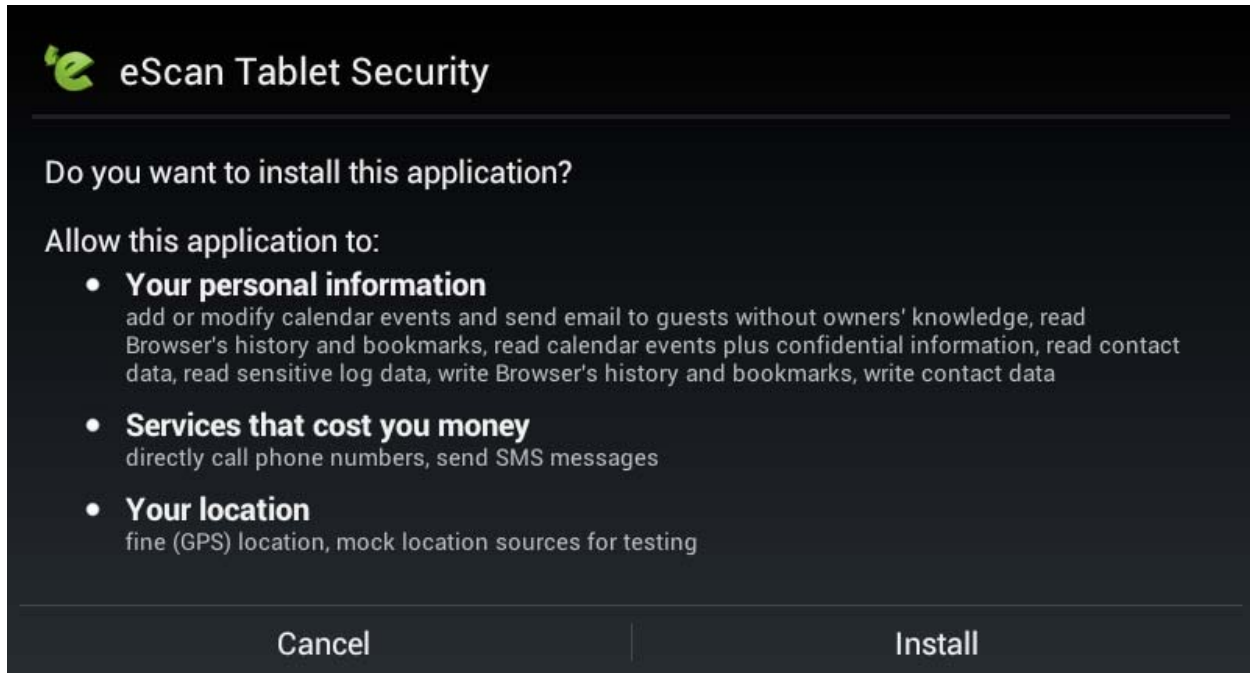 eScan Tablet Security
Do you want to install this application?
Allow this application to:
• Your personal information
add or modify calendar events and send email to guests without owners' knowledge, read
Browser's history and bookmarks, read calendar events plus confidential information, read contact
data, read sensitive log data, write Browser's history and bookmarks, write contact data
• Services that cost you money
directly call phone numbers, send SMS messages
• Your location
fine (GPS) location, mock location sources for testing
Cancel Install